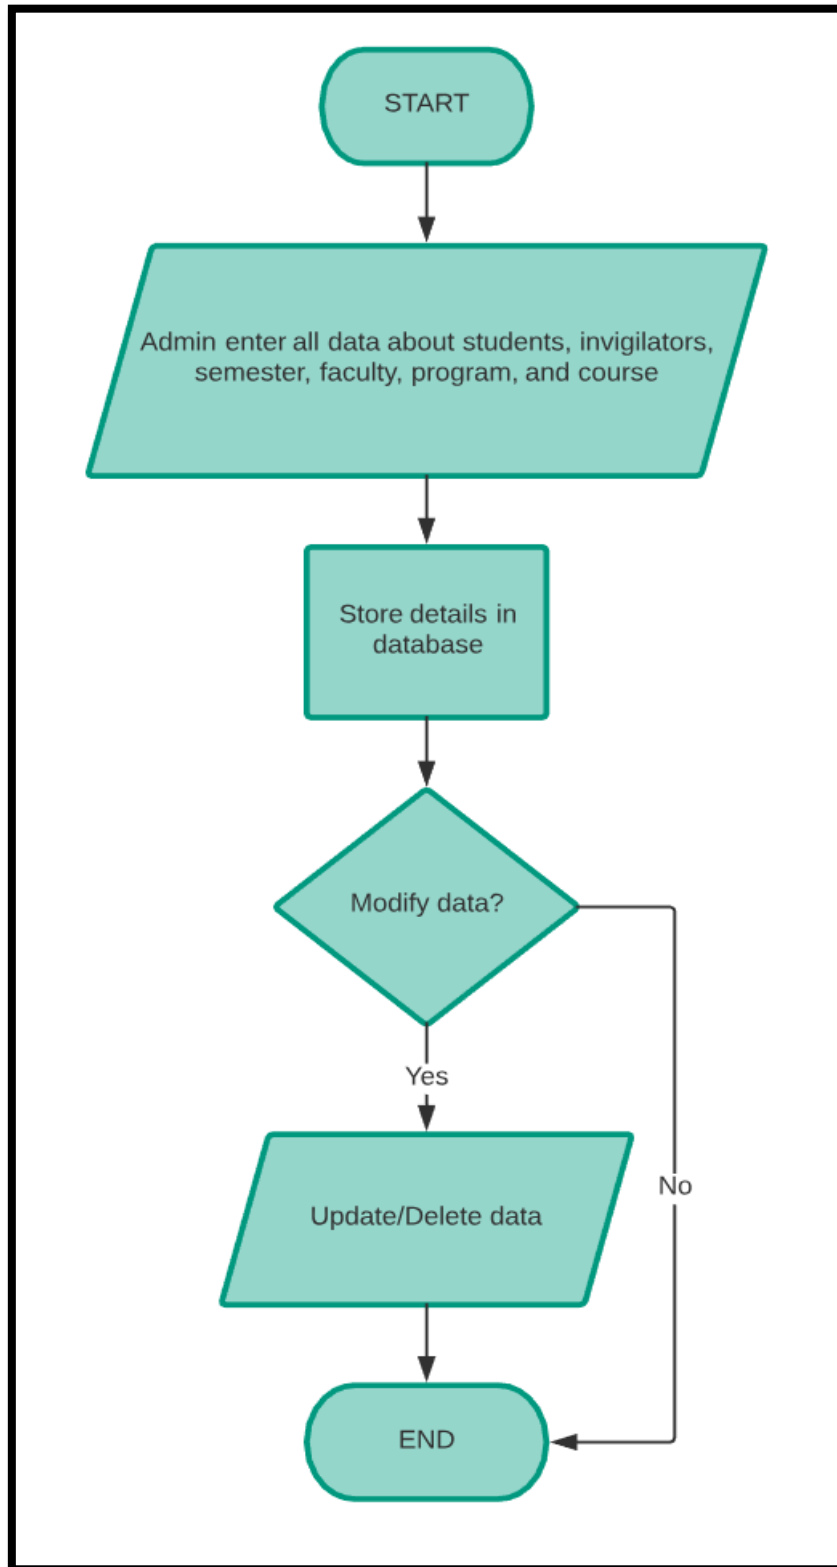 START
Admin enter all data about students, invigilators,
semester, faculty, program, and course
Store details in
database
Modify data?
Yes
No
Update/Delete data
END